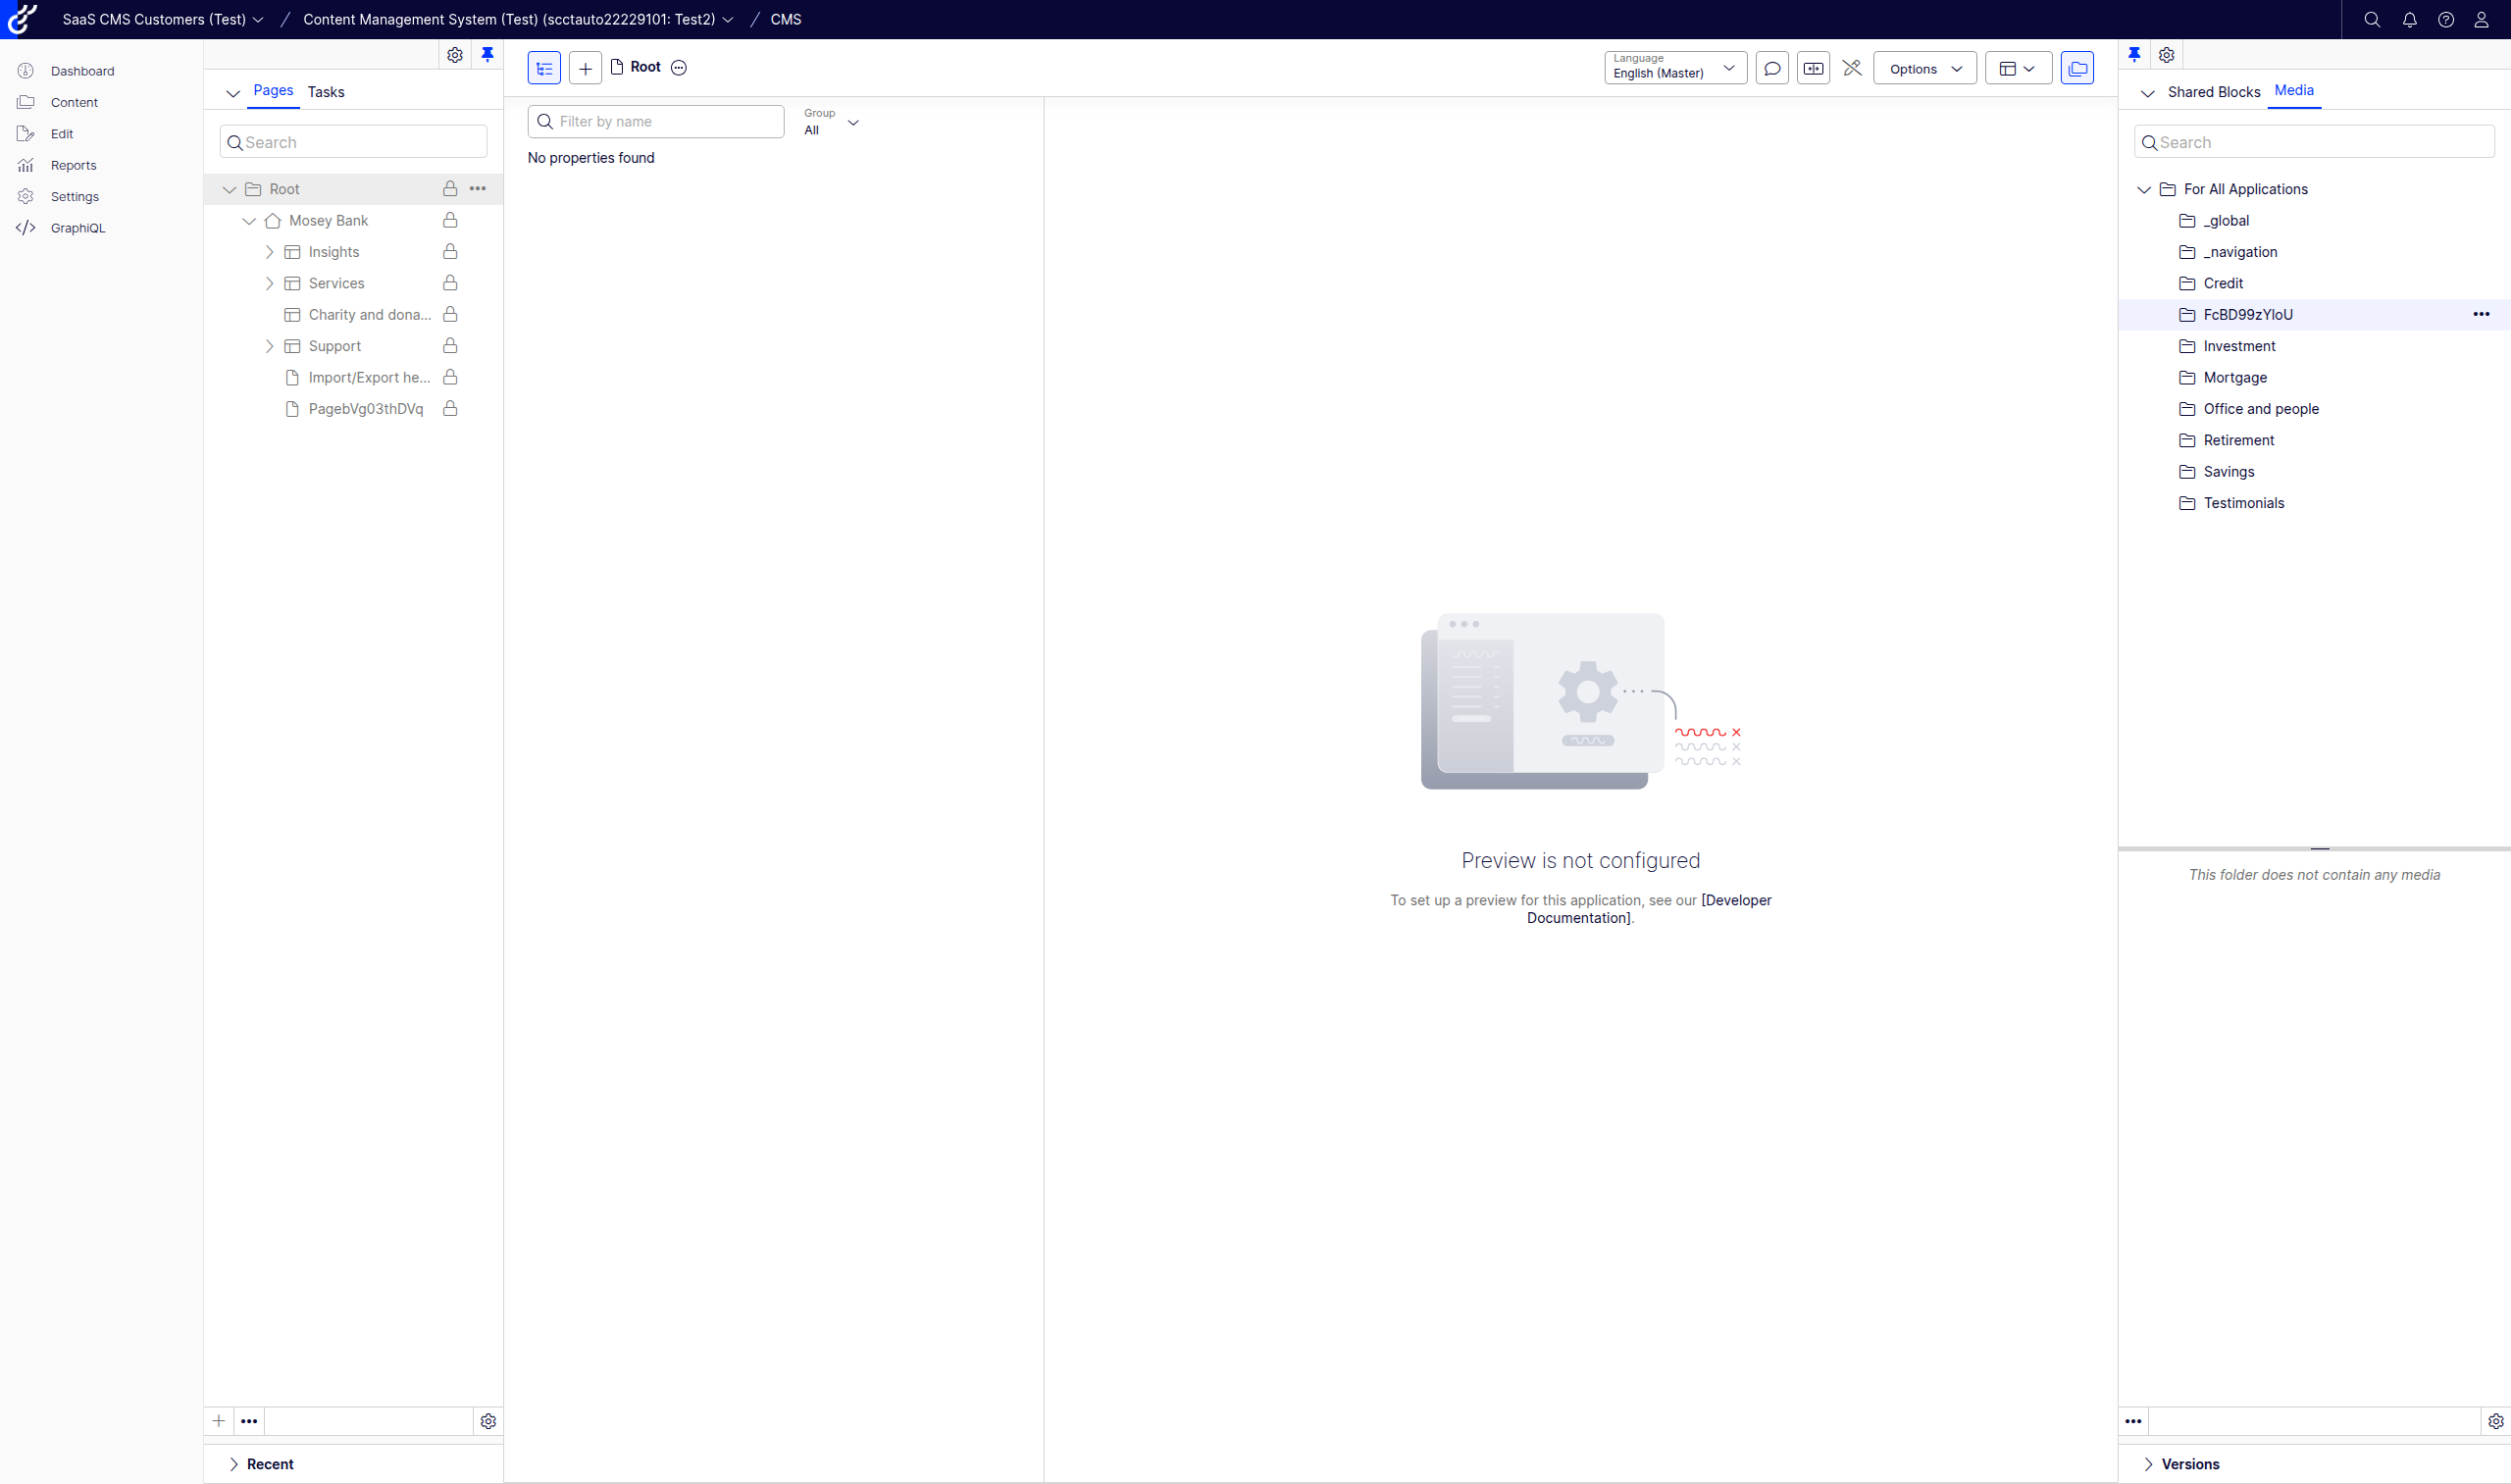 SaaS CMS Customers (Test) / Content Management System (Test) (scctauto22229101: Test2) / CMS
Dashboard
Content
Edit
Reports
Settings
GraphiQL
Pages Tasks
Search
Root
Mosey Bank
Insights
Services
Charity and dona...
Support
Import/Export he...
PagebVg03thDVq
Recent
Root
Language
English (Master)
Options
Filter by name
Group
All
No properties found
Preview is not configured
To set up a preview for this application, see our [Developer
Documentation].
Shared Blocks Media
Search
For All Applications
_global
_navigation
Credit
FcBD99zYIoU
Investment
Mortgage
Office and people
Retirement
Savings
Testimonials
This folder does not contain any media
Versions